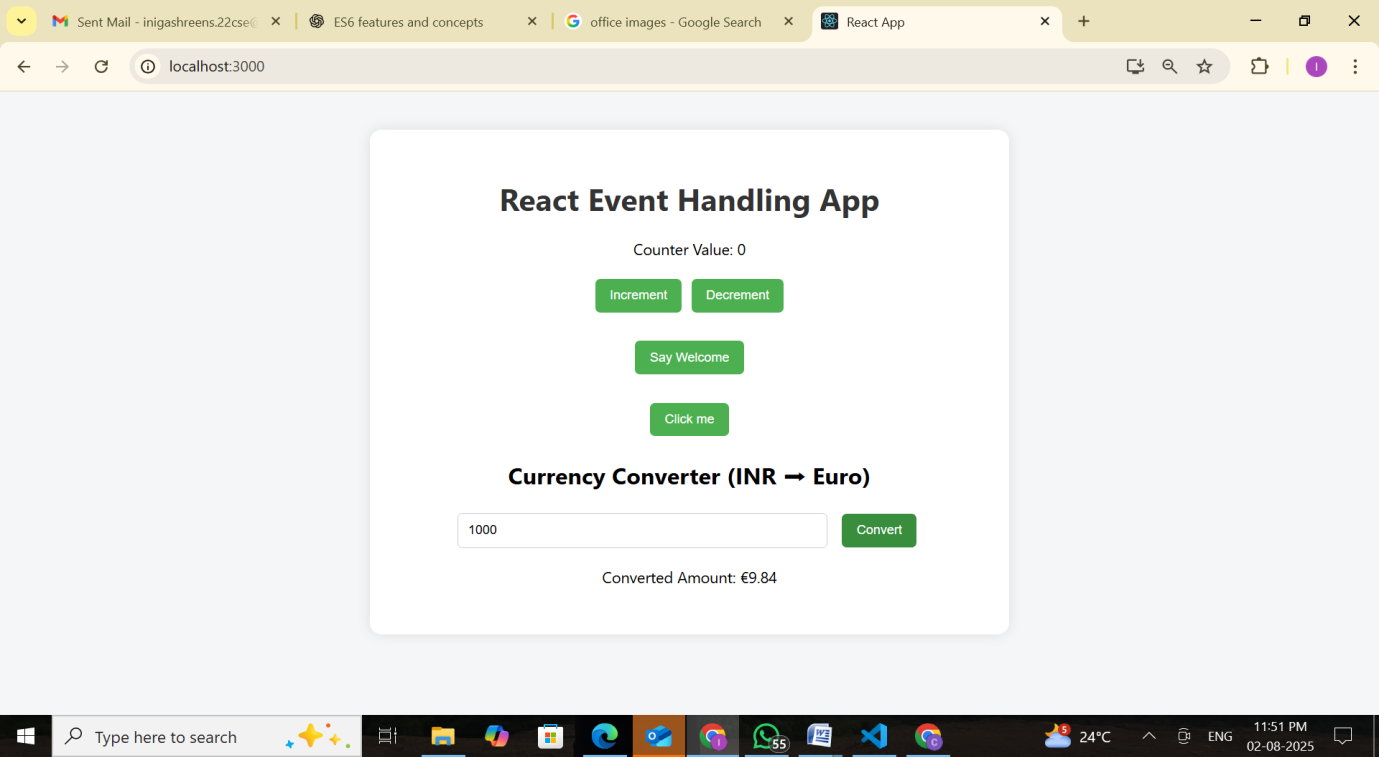 Sent Mail - inigashreens.22cse@
ES6 features and concepts
office images - Google Search
React App
localhost:3000
I
React Event Handling App
Counter Value: 0
Increment Decrement
Say Welcome
Click me
Currency Converter (INR → Euro)
1000 Convert
Converted Amount: €9.84
Type here to search
I
55
C
5
24°C
ENG
11:51 PM
02-08-2025